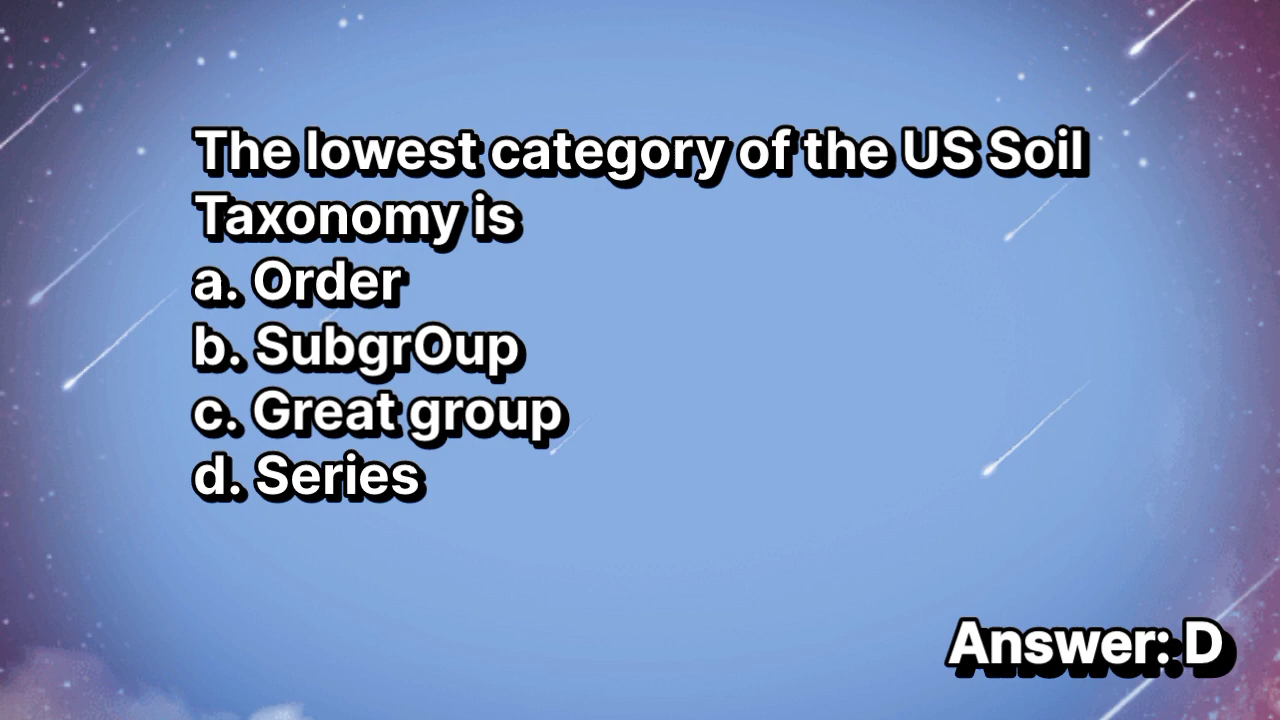 The lowest category of the US Soil
Taxonomy is
a. Order
b. SubgrOup
c. Great group
d. Series
Answer: D